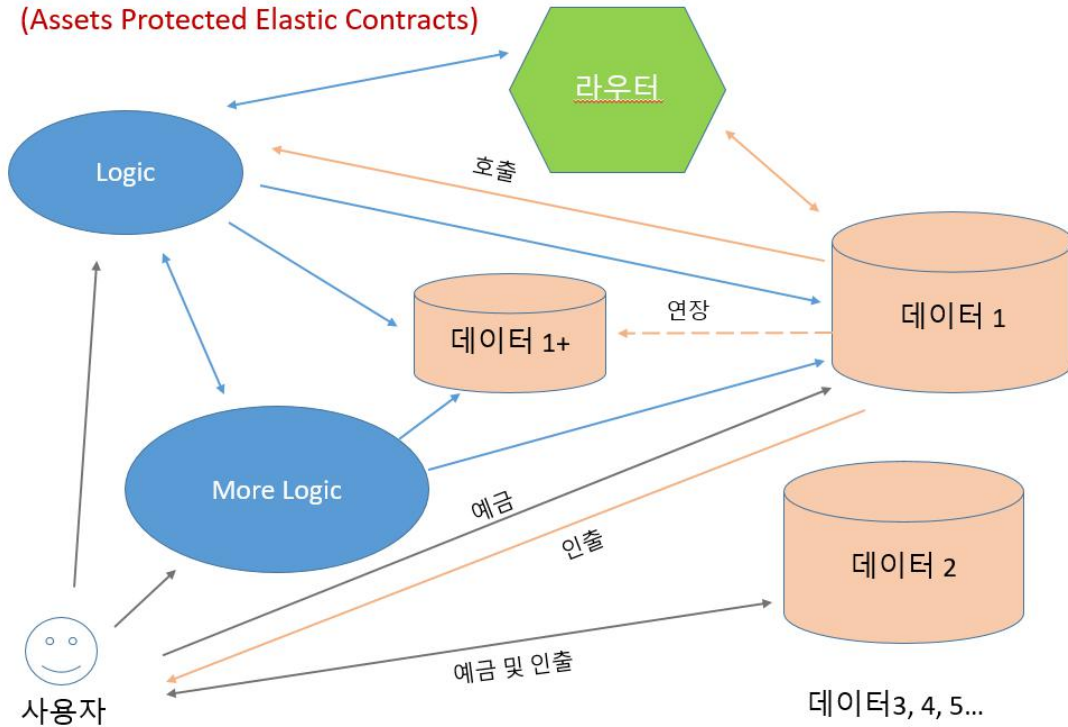 (Assets Protected Elastic Contracts)
라우터
Logic
호출
데이터 1
연장
데이터 1+
More Logic
예금
인출
데이터 2
예금 및 인출
사용자
데이터3, 4, 5...